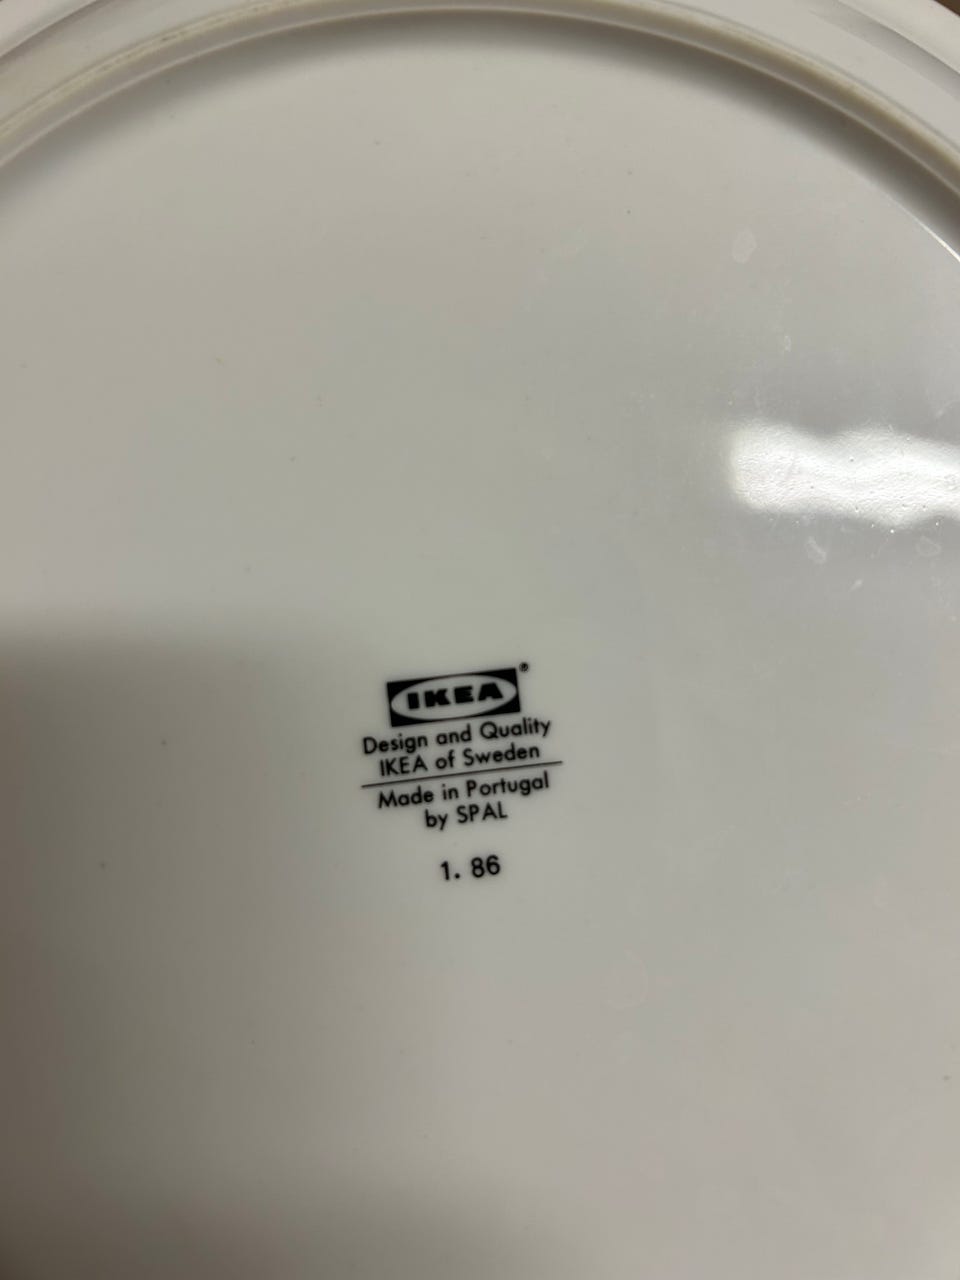 IKEA®
Design and Quality
IKEA of Sweden
Made in Portugal
by SPAL
1. 86